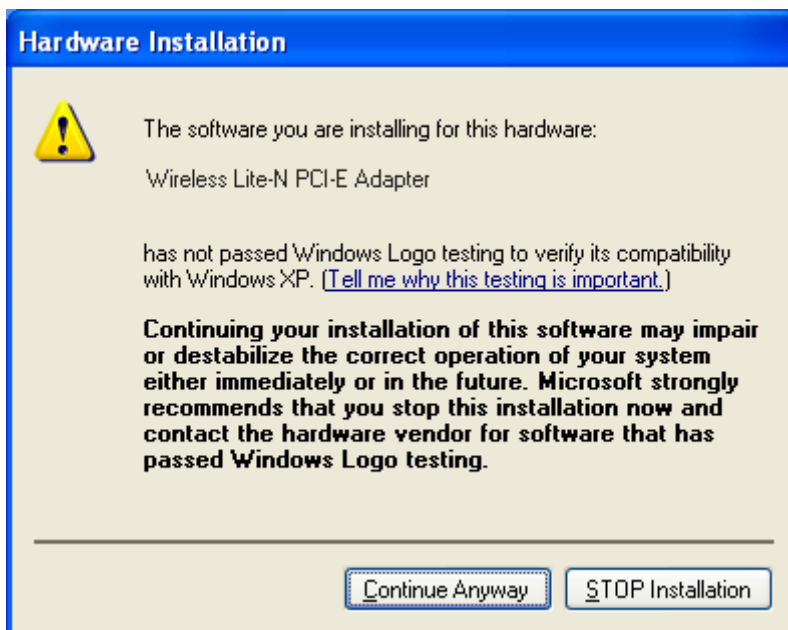 Hardware Installation
The software you are installing for this hardware:
Wireless Lite-N PCI-E Adapter
has not passed Windows Logo testing to verify its compatibility
with Windows XP. (Tell me why this testing is important.)
Continuing your installation of this software may impair
or destabilize the correct operation of your system
either immediately or in the future. Microsoft strongly
recommends that you stop this installation now and
contact the hardware vendor for software that has
passed Windows Logo testing.
Continue Anyway
STOP Installation